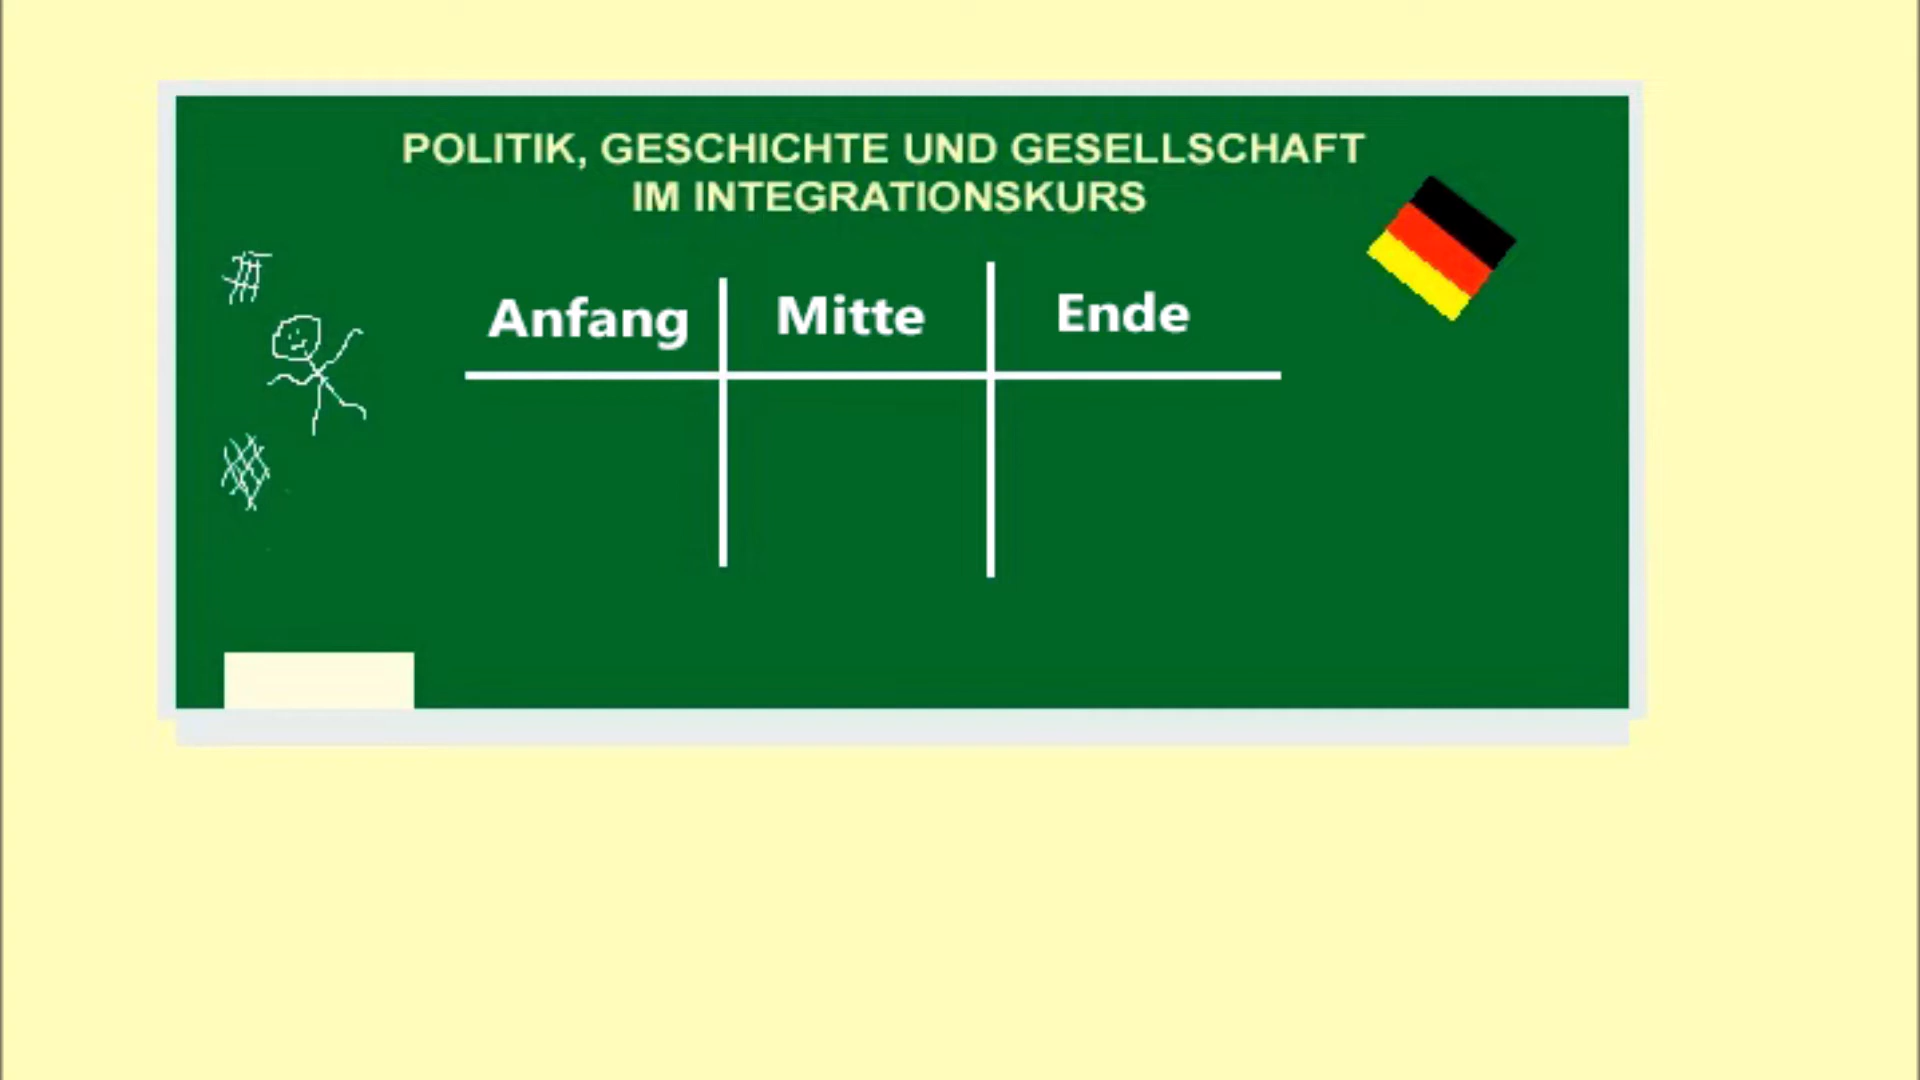 POLITIK, GESCHICHTE UND GESELLSCHAFT
IM INTEGRATIONSKURS
Anfang Mitte Ende